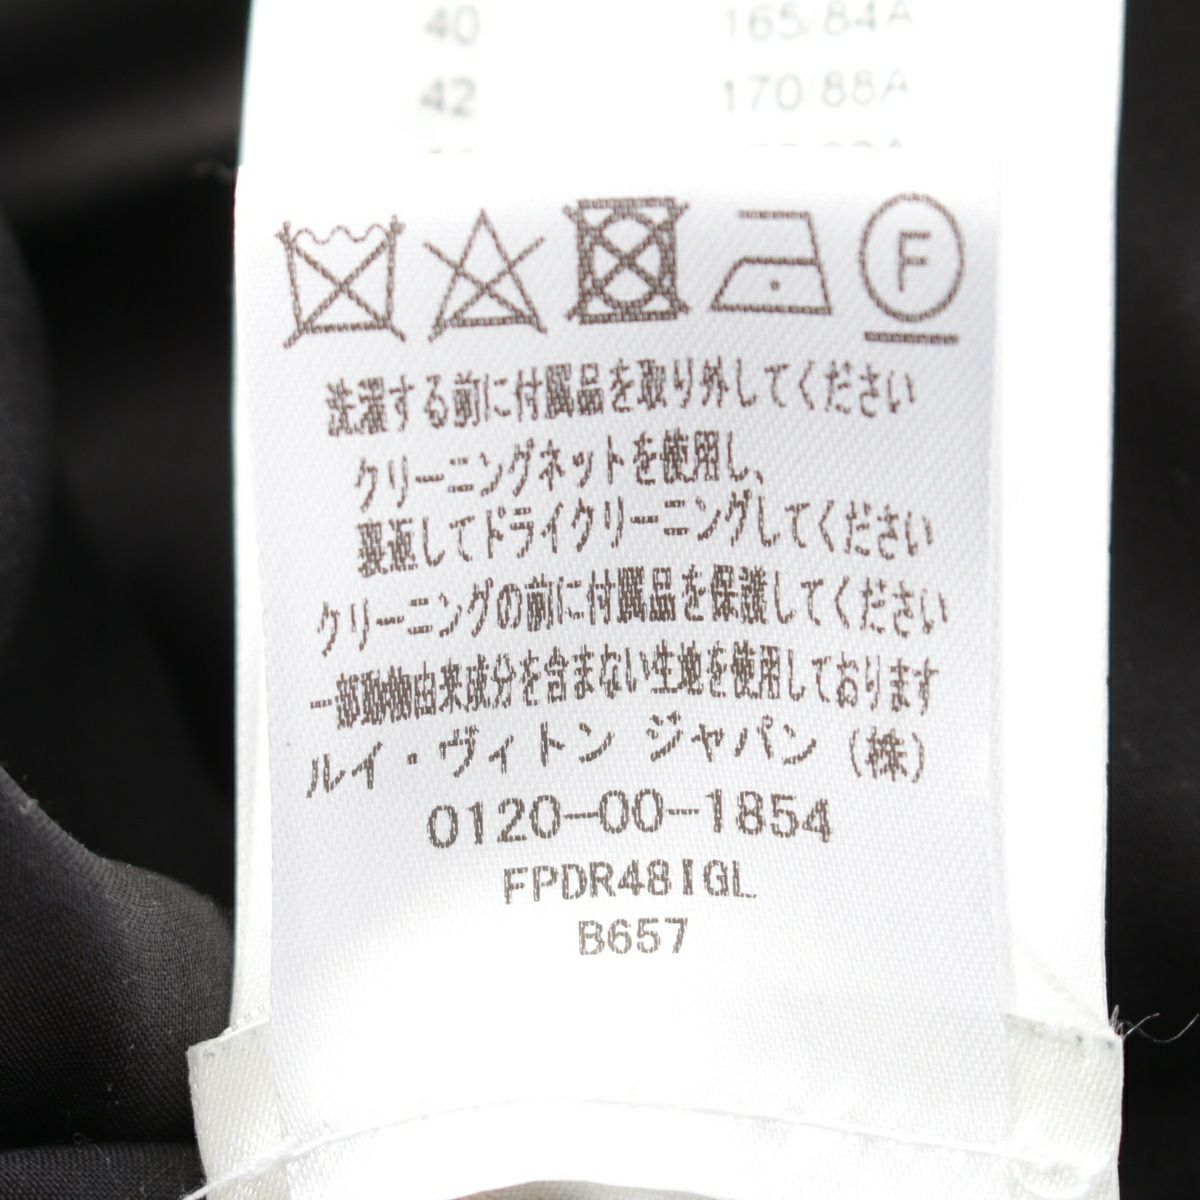 40 165/84A
42 170/88A
F
洗濯する前に付属品を取り外してください
クリーニングネットを使用し、
裏返してドライクリーニングしてください
クリーニングの前に付属品を保護してください
一部動物由来成分を含まない生地を使用しております
ルイ・ヴィトン ジャパン (株)
0120-00-1854
FPDR48IGL
B657